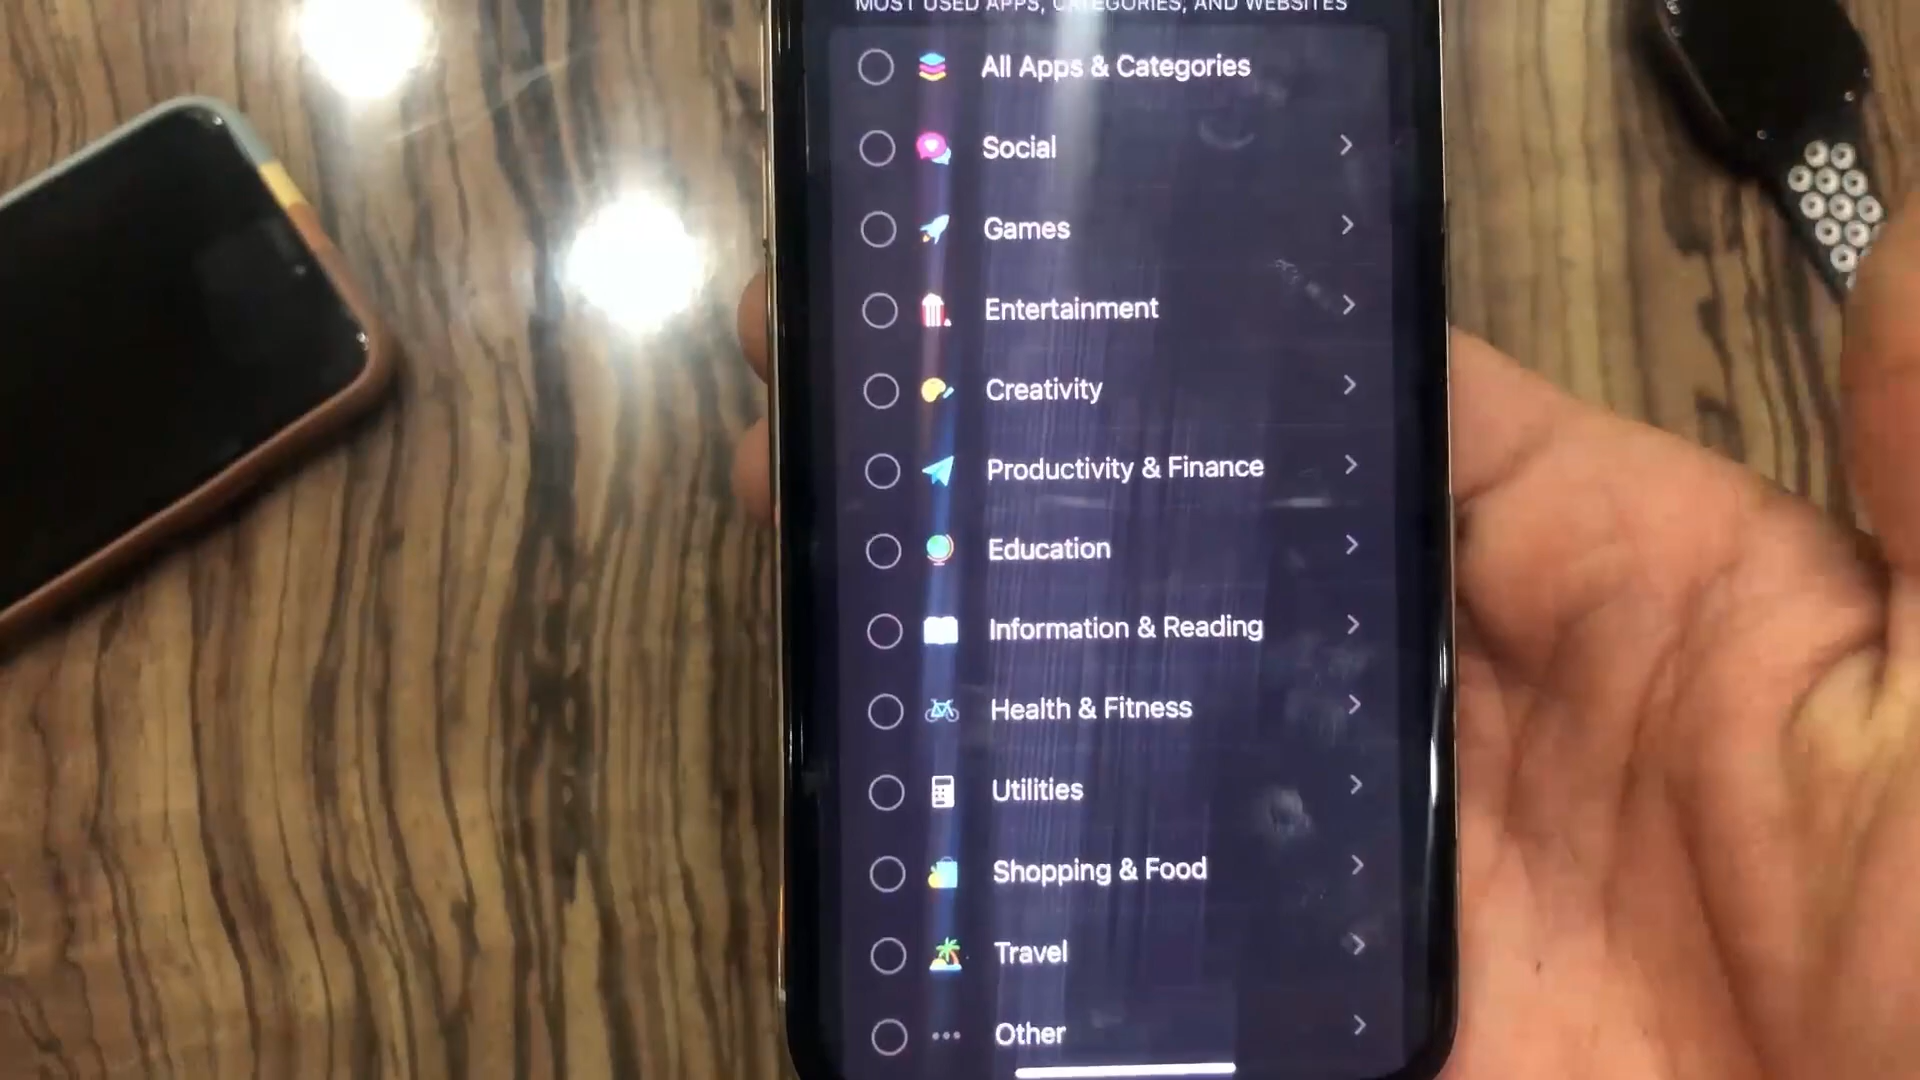 MOST USED APPS, CATEGORIES, AND WEBSITES
All Apps & Categories
Social
Games
Entertainment
Creativity
Productivity & Finance
Education
Information & Reading
Health & Fitness
Utilities
Shopping & Food
Travel
Other